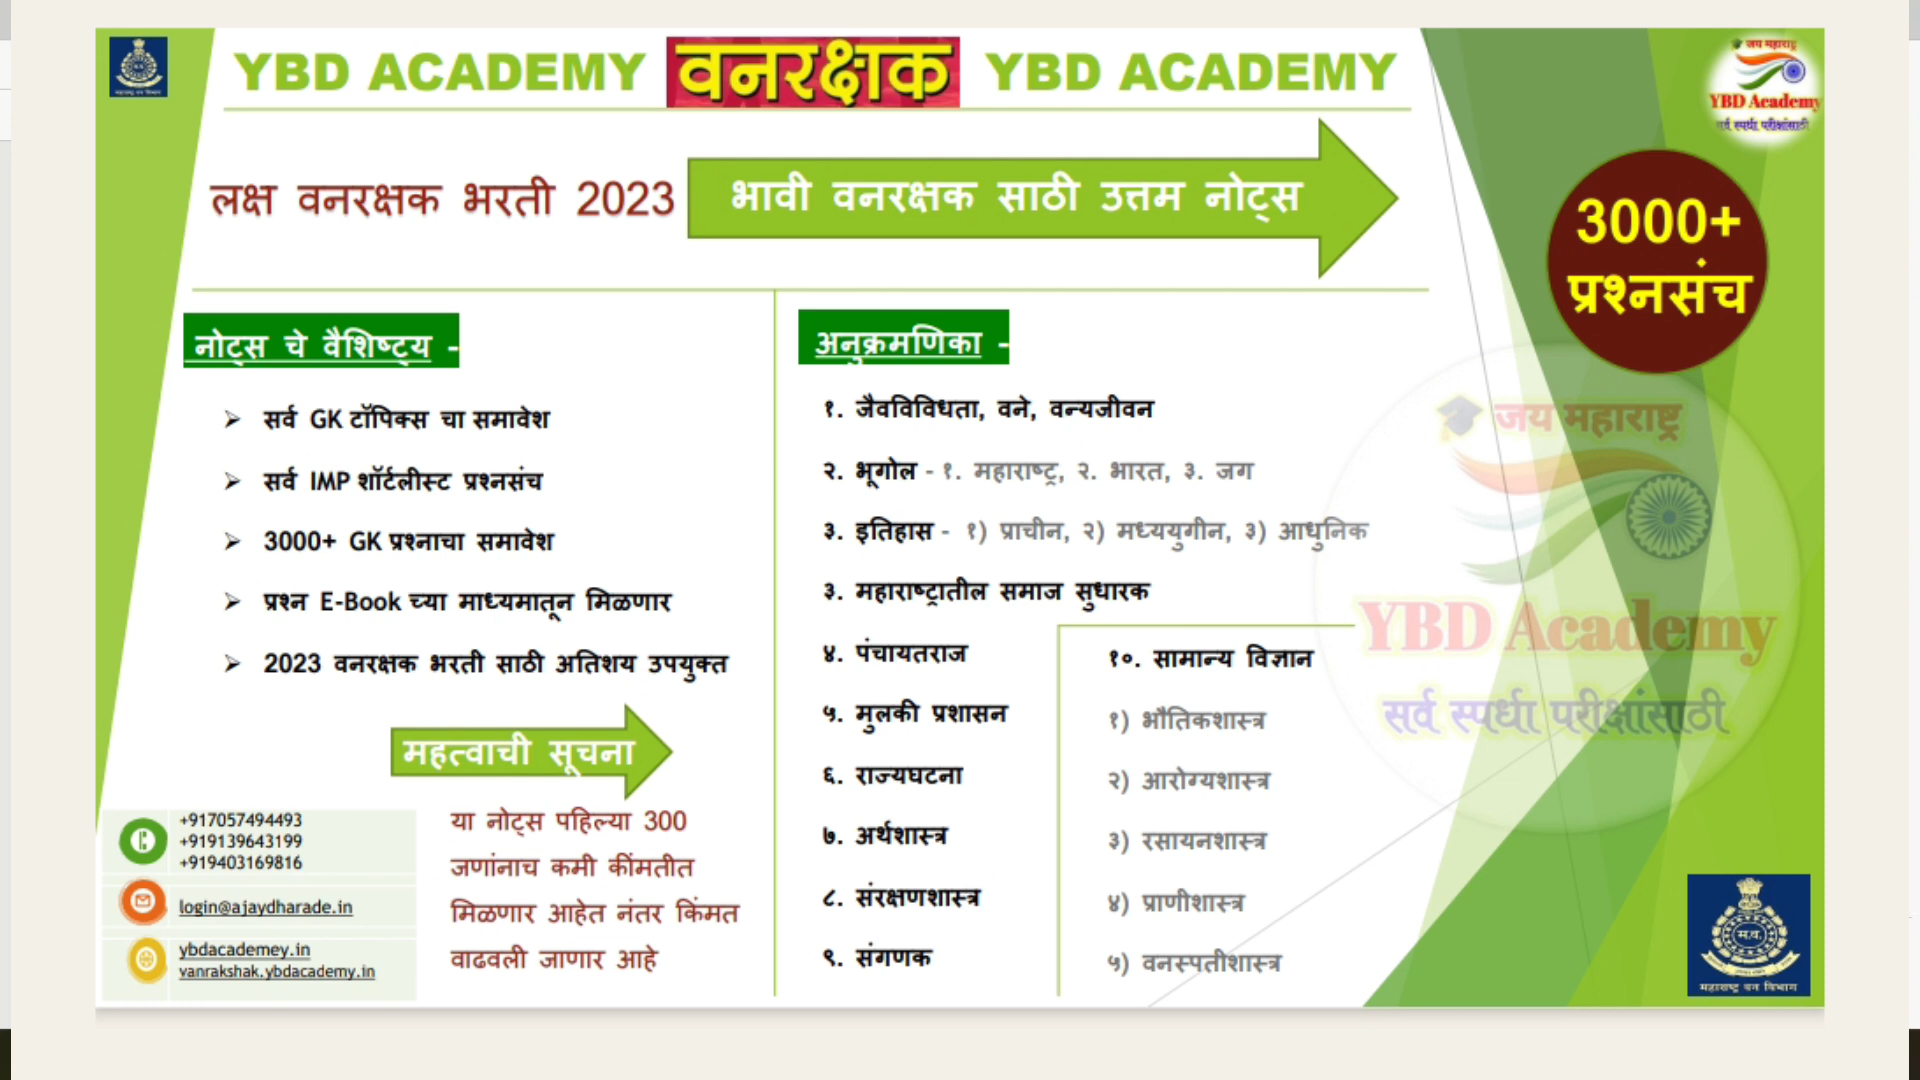 YBD ACADEMY वनरक्षक YBD ACADEMY
जय महाराष्ट्र
YBD Academy
सर्व स्पर्धा परीक्षांसाठी
लक्ष वनरक्षक भरती 2023
भावी वनरक्षक साठी उत्तम नोट्स
3000+
प्रश्नसंच
नोट्स चे वैशिष्ट्य -
सर्व GK टॉपिक्स चा समावेश
सर्व IMP शॉर्टलीस्ट प्रश्नसंच
3000+ GK प्रश्नाचा समावेश
प्रश्न E-Book च्या माध्यमातून मिळणार
2023 वनरक्षक भरती साठी अतिशय उपयुक्त
महत्वाची सूचना
या नोट्स पहिल्या 300
जणांनाच कमी कींमतीत
मिळणार आहेत नंतर किंमत
वाढवली जाणार आहे
+917057494493
+919139643199
+919403169816
login@ajaydharade.in
ybdacademey.in
vanrakshak.ybdacademy.in
अनुक्रमणिका -
१. जैवविविधता, वने, वन्यजीवन
२. भूगोल - १. महाराष्ट्र, २. भारत, ३. जग
३. इतिहास - १) प्राचीन, २) मध्ययुगीन, ३) आधुनिक
३. महाराष्ट्रातील समाज सुधारक
४. पंचायतराज
५. मुलकी प्रशासन
६. राज्यघटना
७. अर्थशास्त्र
८. संरक्षणशास्त्र
९. संगणक
१०. सामान्य विज्ञान
१) भौतिकशास्त्र
२) आरोग्यशास्त्र
३) रसायनशास्त्र
४) प्राणीशास्त्र
५) वनस्पतीशास्त्र
जय महाराष्ट्र
YBD Academy
सर्व स्पर्धा परीक्षांसाठी
म.व.
महाराष्ट्र वन विभाग